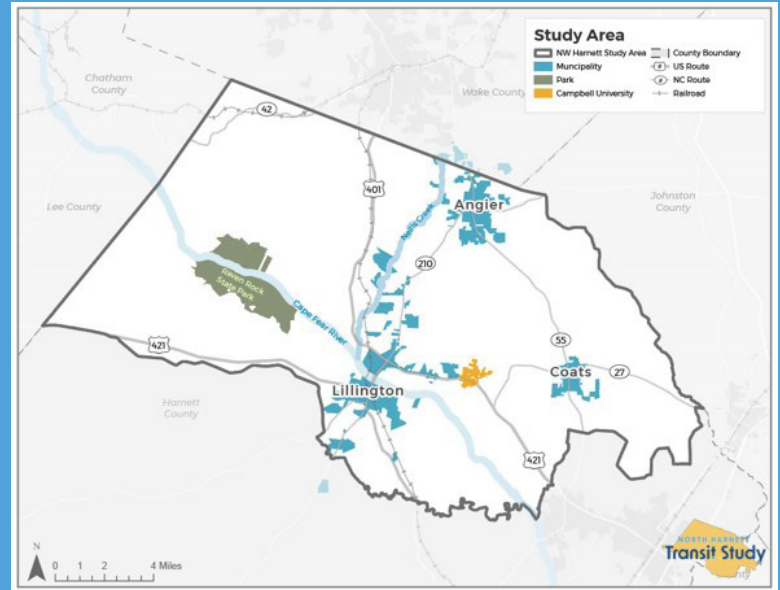 Study Area
NW Harnett Study Area
County Boundary
Muncipality
US Route
Park
NC Route
Campbell University
Railroad
Chatham
County
Wake County
42
401
Lee County
Johnston
County
Angier
Neills Creek
210
Raven Rock
State Park
Cape Fear River
421
55
Coats
27
Lillington
Harnett
County
421
N
0 1 2 4 Miles
NORTH HARNETT
Transit Study
County